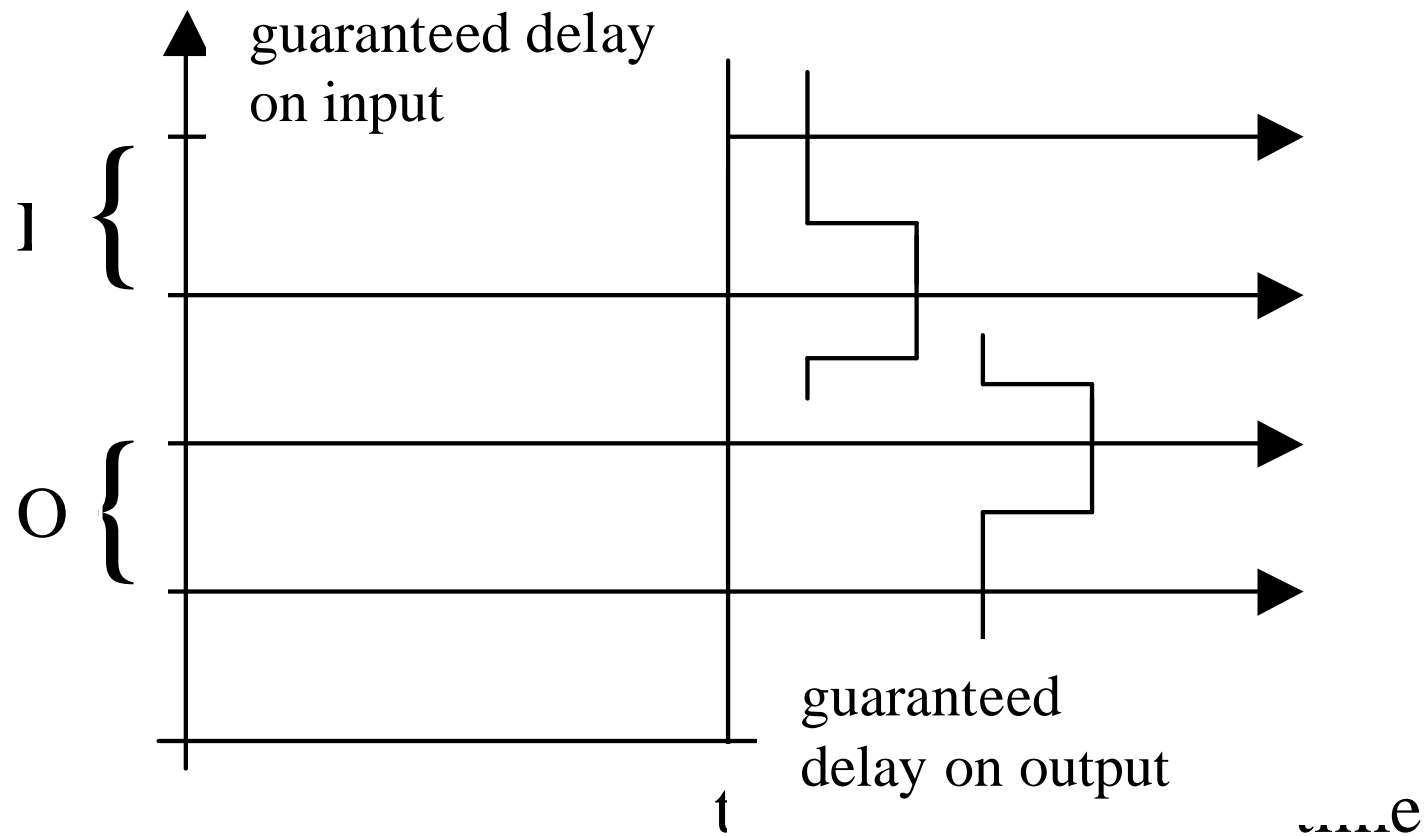 guaranteed delay
on input
O
guaranteed
delay on output
t